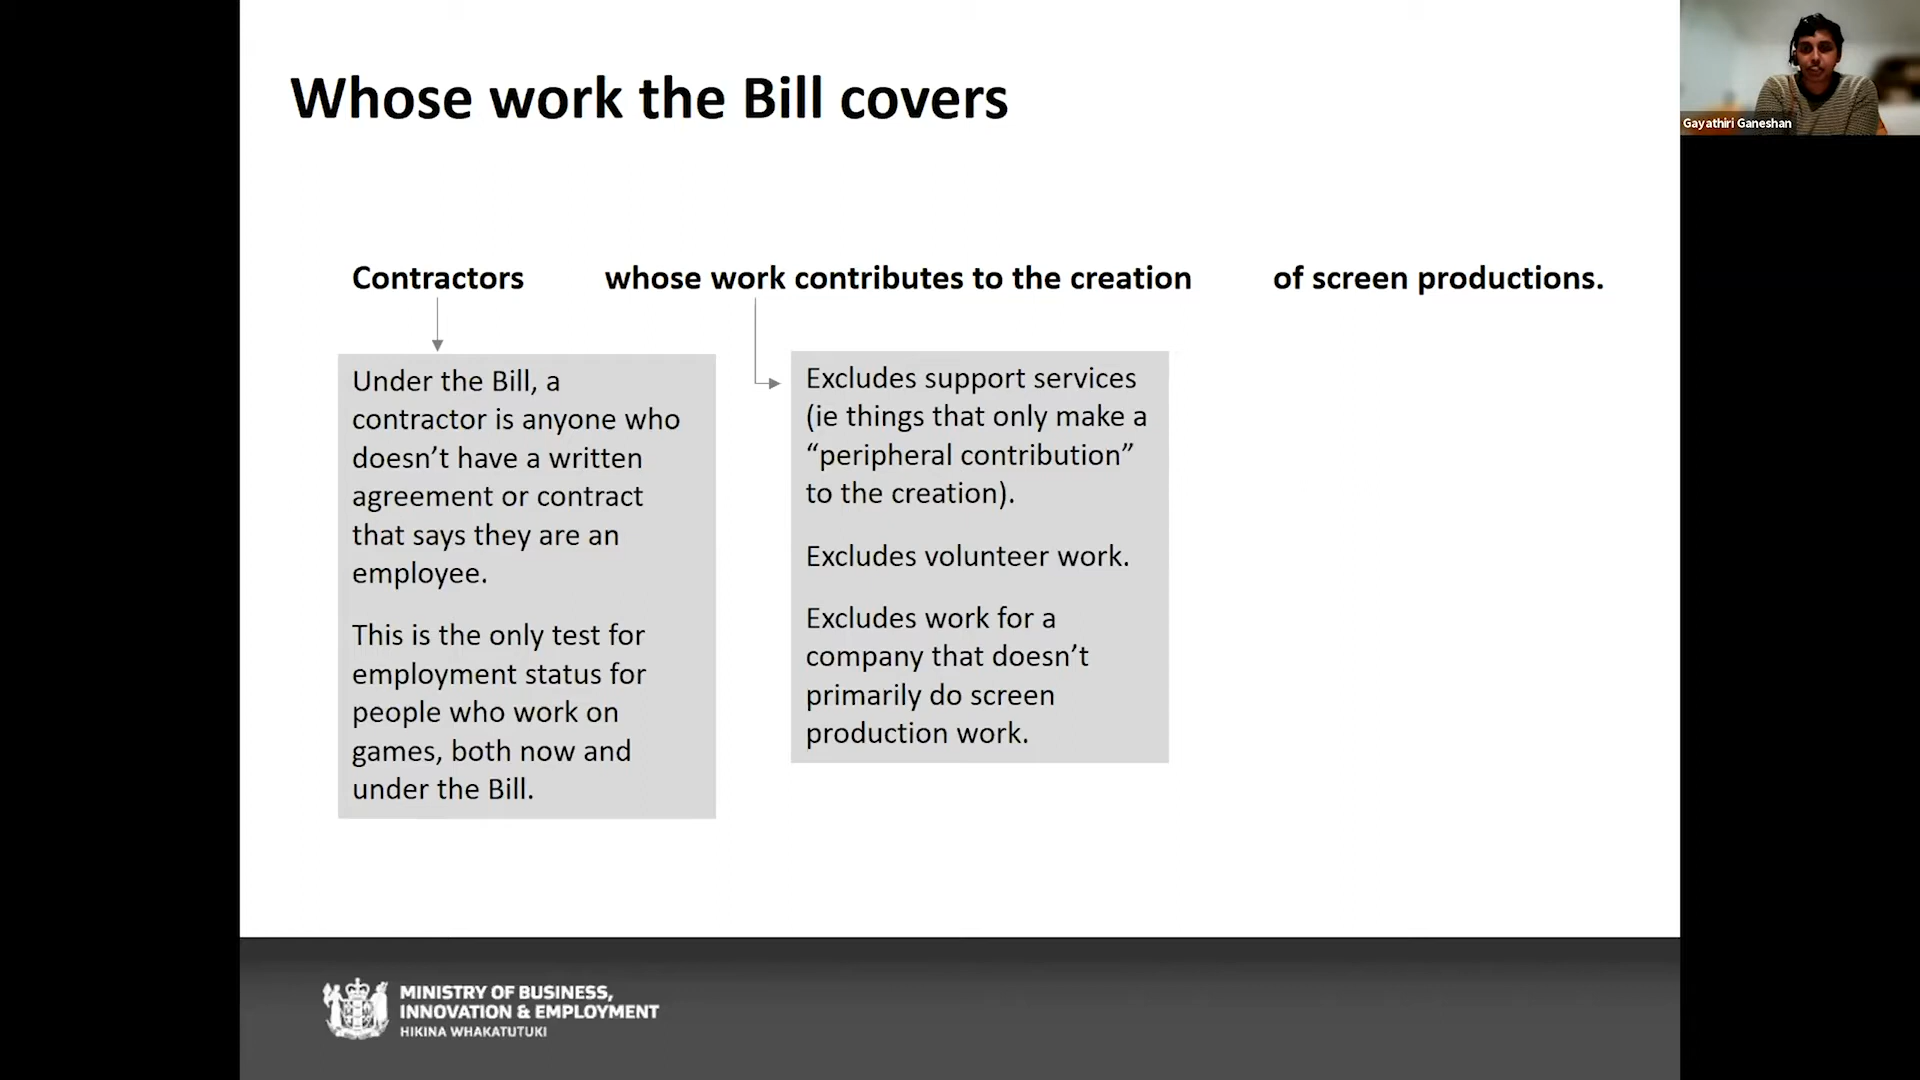 Whose work the Bill covers
Gayathiri Ganeshan
Contractors whose work contributes to the creation of screen productions.
Under the Bill, a
contractor is anyone who
doesn’t have a written
agreement or contract
that says they are an
employee.
This is the only test for
employment status for
people who work on
games, both now and
under the Bill.
Excludes support services
(ie things that only make a
“peripheral contribution”
to the creation).
Excludes volunteer work.
Excludes work for a
company that doesn’t
primarily do screen
production work.
MINISTRY OF BUSINESS,
INNOVATION & EMPLOYMENT
HIKINA WHAKATUTUKI